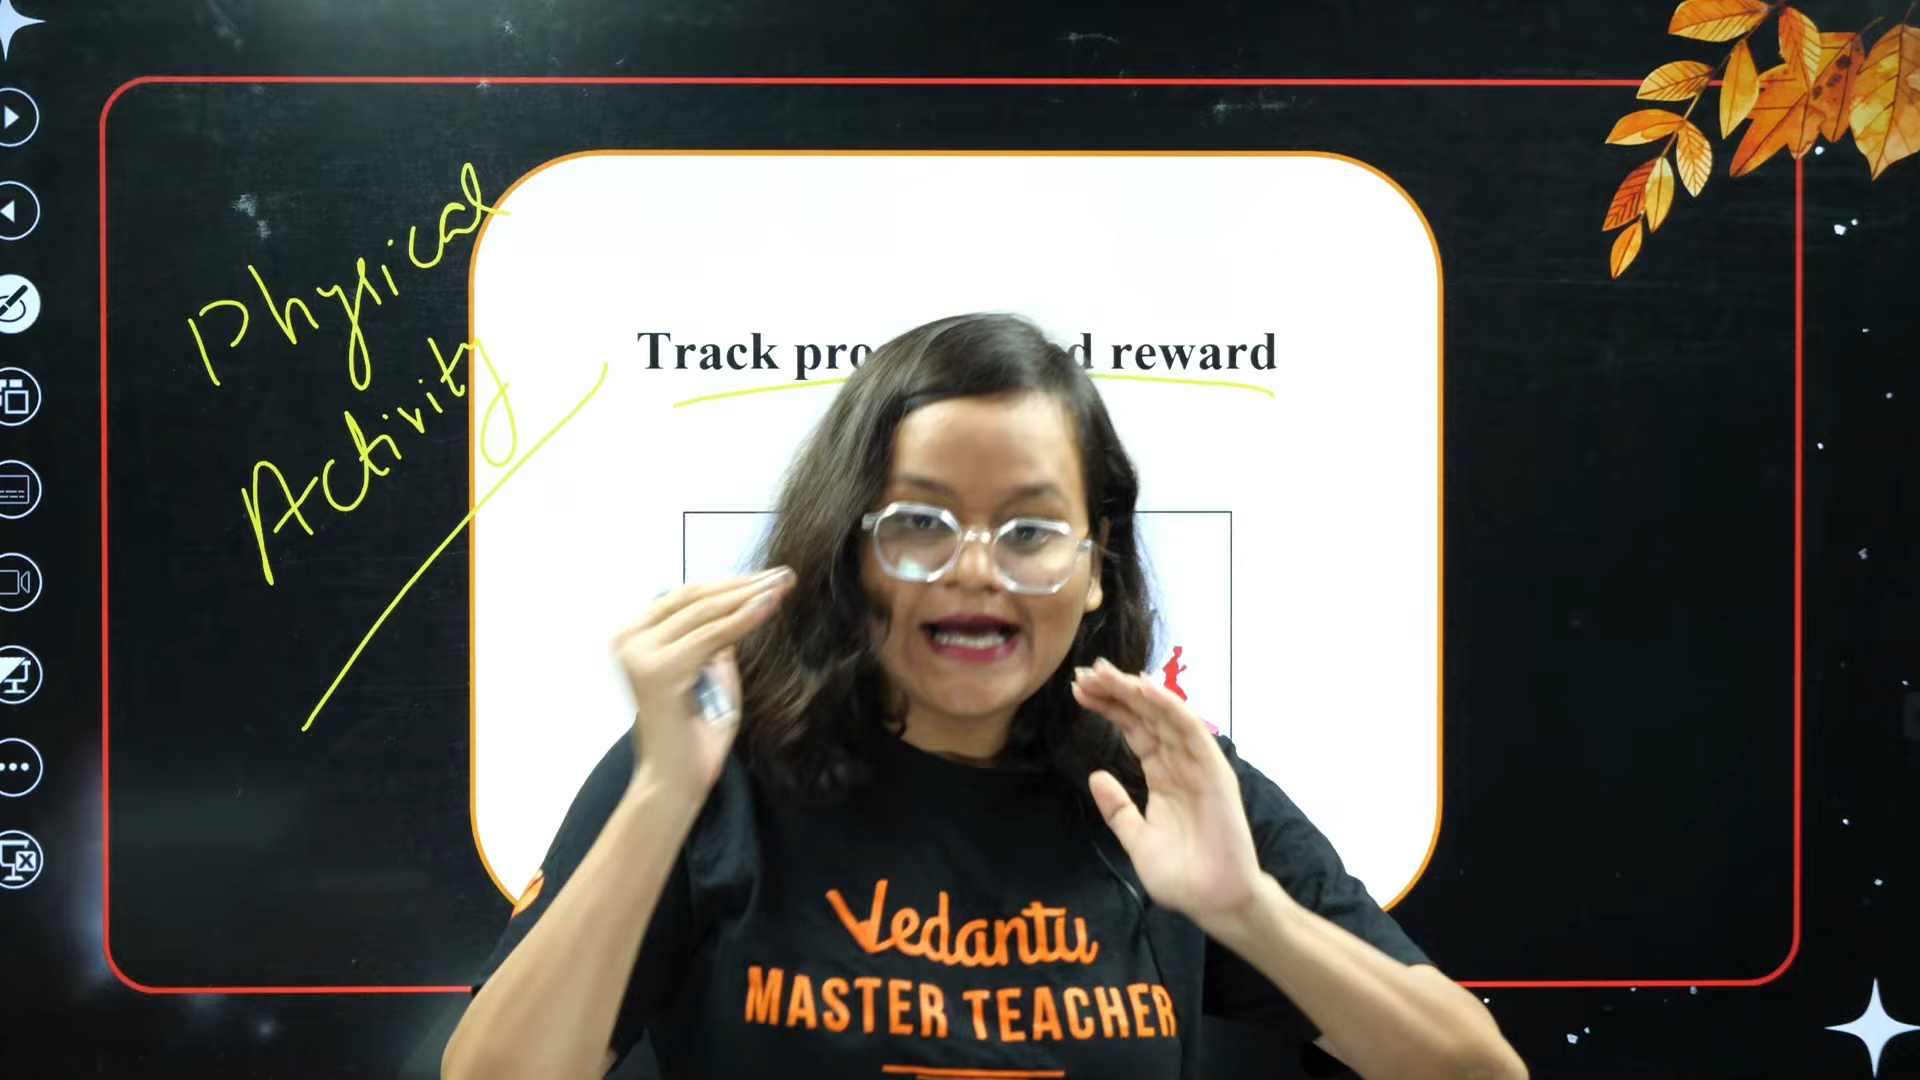 Physical
Activity
Track pro d reward
Vedantu
MASTER TEACHER